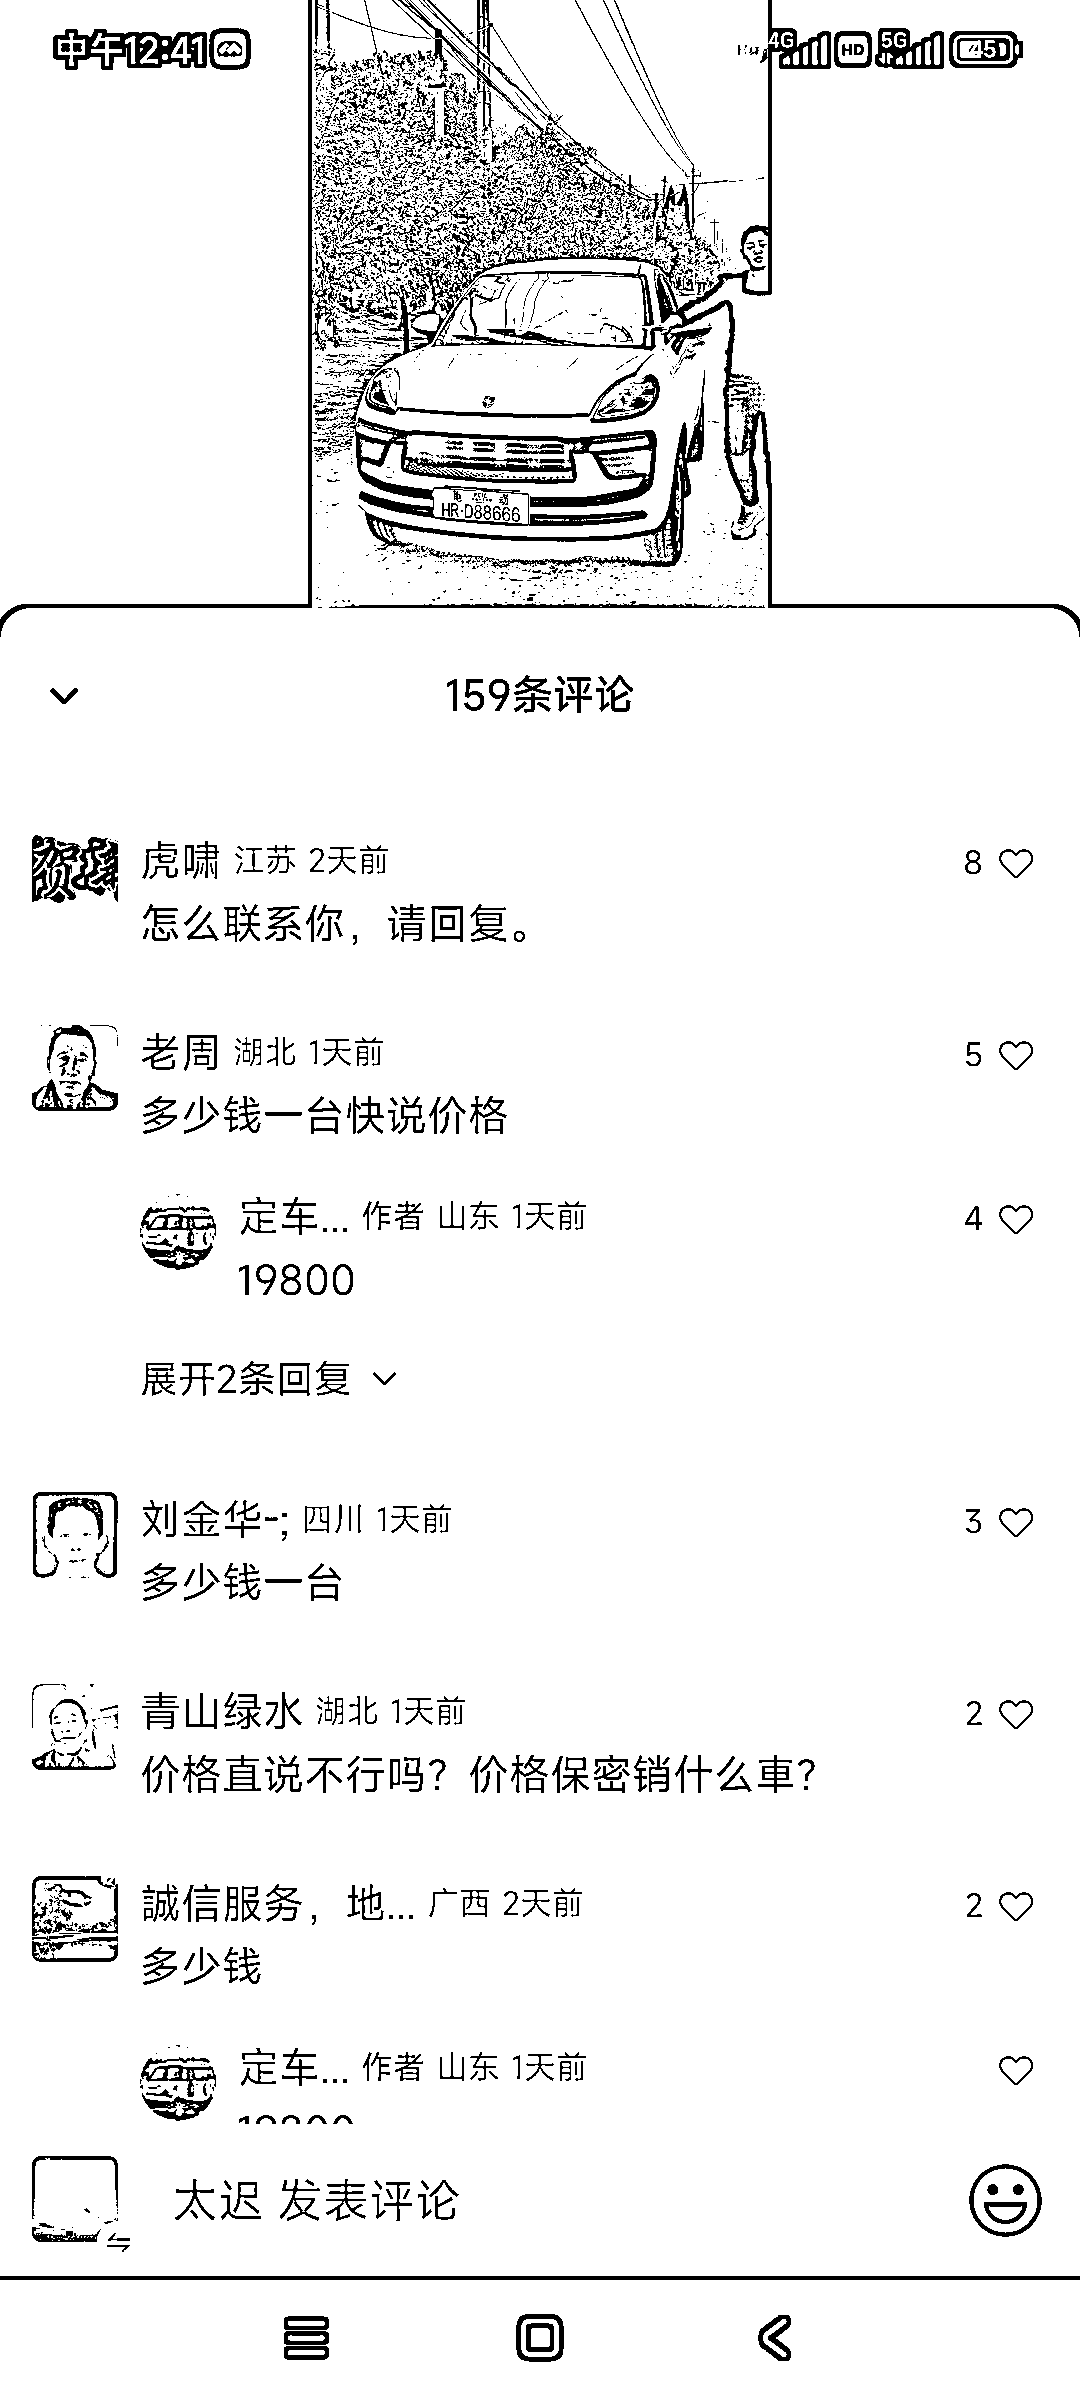 中午12:41
4G HD 5G 45
HR·D88666
159条评论
虎啸 江苏 2天前
8
怎么联系你，请回复。
老周 湖北 1天前
5
多少钱一台快说价格
定车... 作者 山东 1天前
4
19800
展开2条回复
刘金华-; 四川 1天前
3
多少钱一台
青山绿水 湖北 1天前
2
价格直说不行吗？价格保密销什么車？
誠信服务，地... 广西 2天前
2
多少钱
定车... 作者 山东 1天前
太迟 发表评论